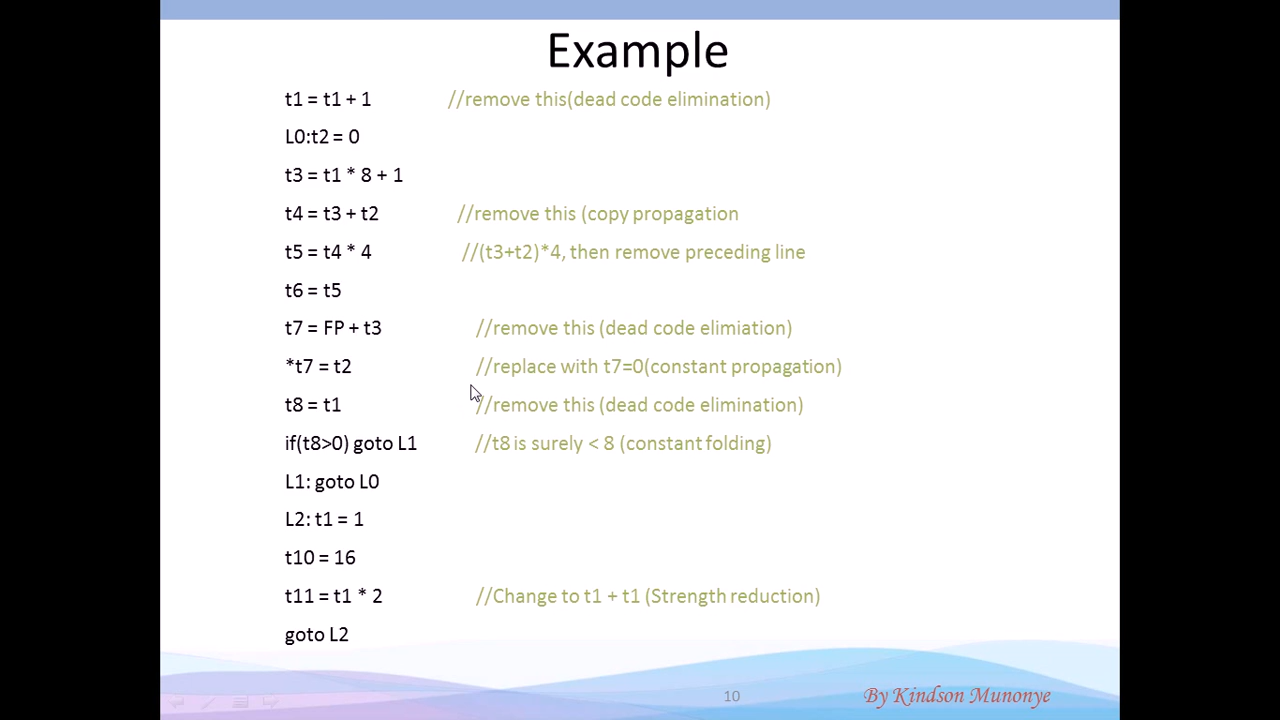 Example
t1 = t1 + 1 //remove this(dead code elimination)
L0:t2 = 0
t3 = t1 * 8 + 1
t4 = t3 + t2 //remove this (copy propagation
t5 = t4 * 4 //(t3+t2)*4, then remove preceding line
t6 = t5
t7 = FP + t3 //remove this (dead code elimiation)
*t7 = t2 //replace with t7=0(constant propagation)
t8 = t1 //remove this (dead code elimination)
if(t8>0) goto L1 //t8 is surely < 8 (constant folding)
L1: goto L0
L2: t1 = 1
t10 = 16
t11 = t1 * 2 //Change to t1 + t1 (Strength reduction)
goto L2
10 By Kindson Munonye